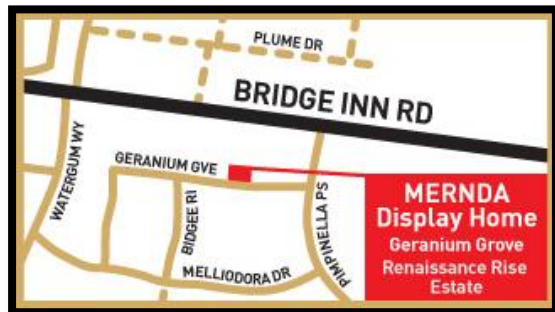 PLUME DR
BRIDGE INN RD
WATERGUM WY
GERANIUM GVE
BIDGEE RI
PIMPINELLA PS
MELLIODORA DR
MERNDA
Display Home
Geranium Grove
Renaissance Rise
Estate